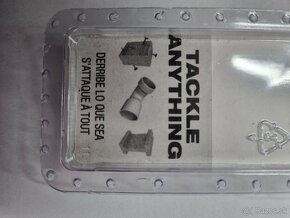 TACKLE
ANYTHING
DERRIBE LO QUE SEA
S'ATTAQUE À TOUT